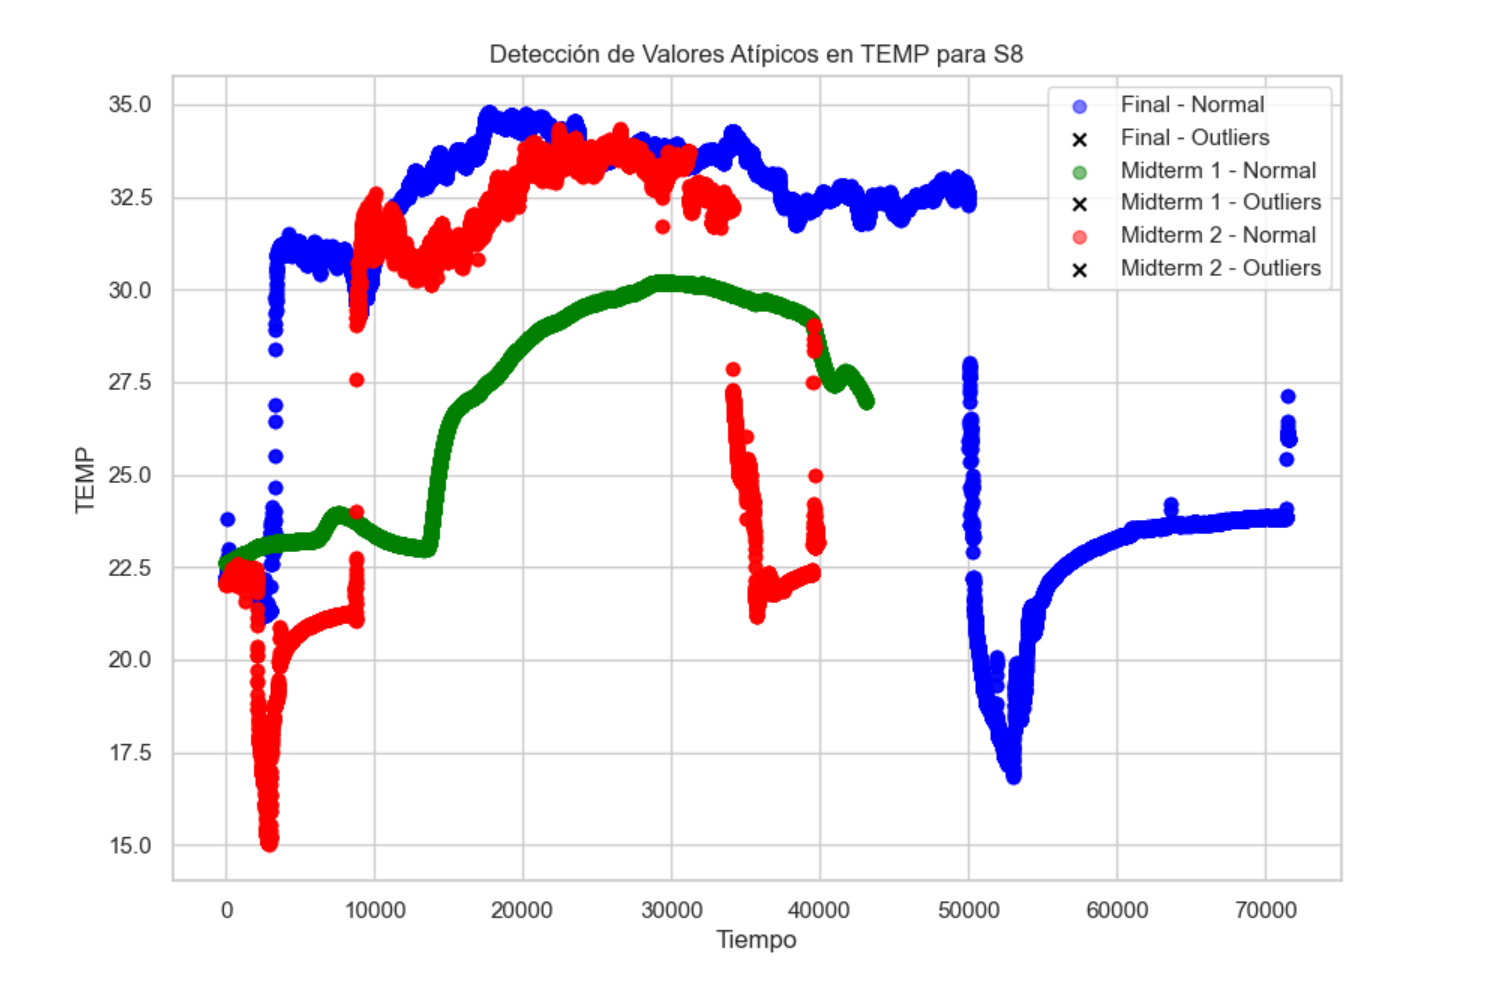 Detección de Valores Atípicos en TEMP para S8
Final - Normal
Final - Outliers
Midterm 1 - Normal
Midterm 1 - Outliers
Midterm 2 - Normal
Midterm 2 - Outliers
35.0
32.5
30.0
27.5
25.0
22.5
20.0
17.5
15.0
TEMP
0 10000 20000 30000 40000 50000 60000 70000
Tiempo